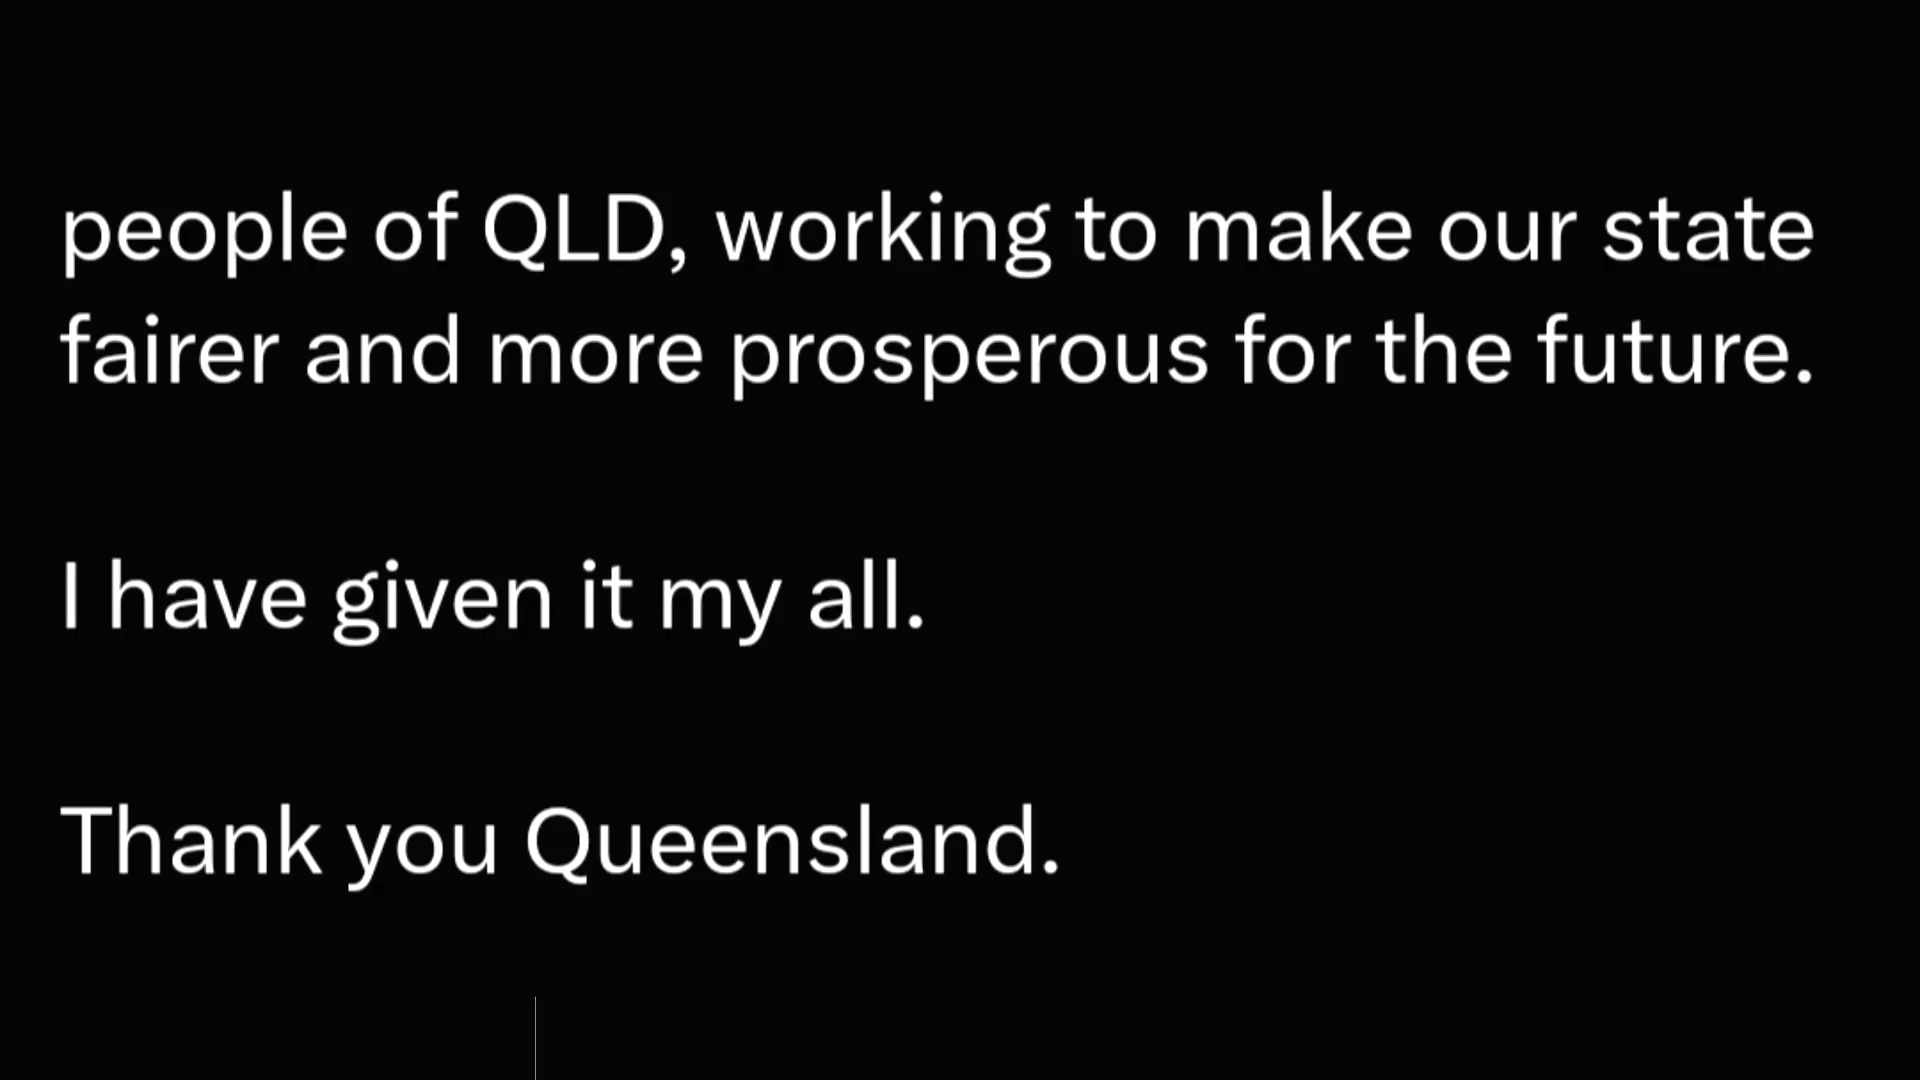 people of QLD, working to make our state
fairer and more prosperous for the future.
I have given it my all.
Thank you Queensland.